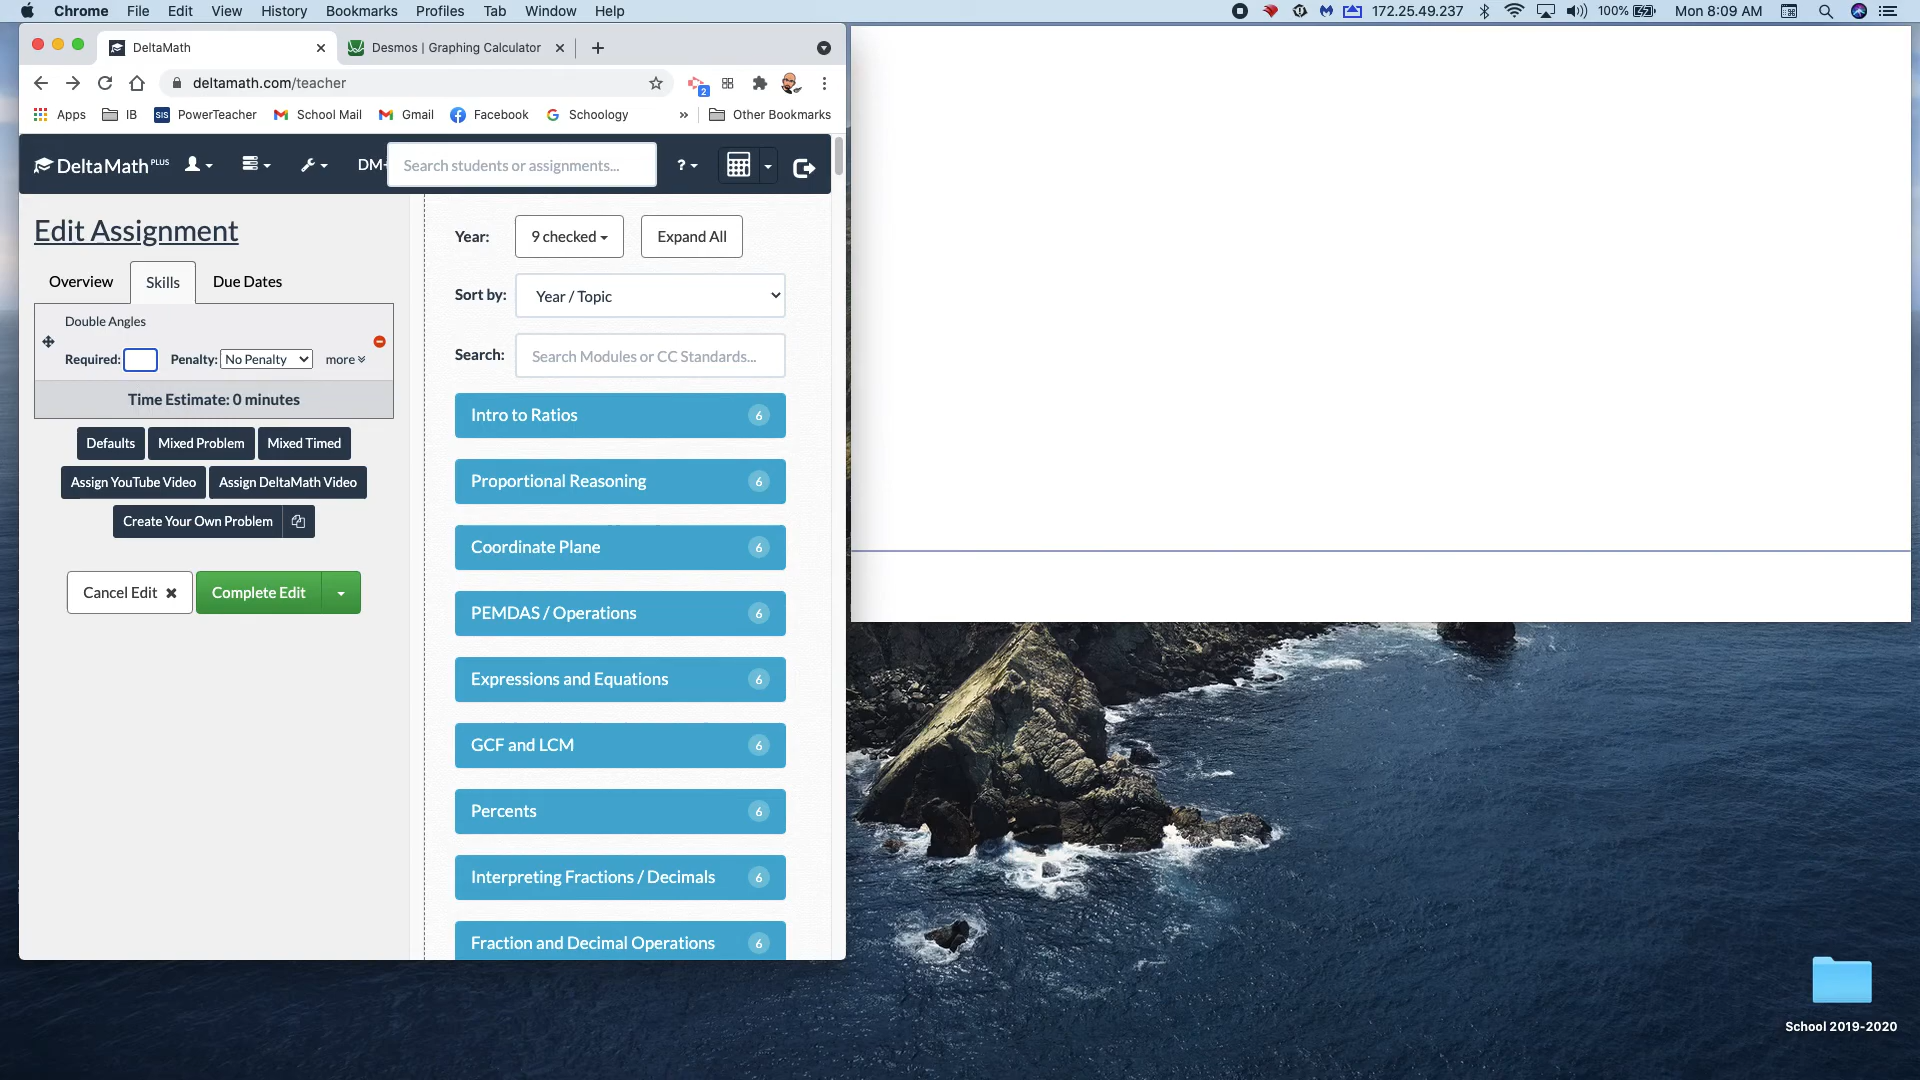 Chrome File Edit View History Bookmarks Profiles Tab Window Help 172.25.49.237 100% Mon 8:09 AM
DeltaMath
Desmos | Graphing Calculator
deltamath.com/teacher
2
Apps IB SIS PowerTeacher School Mail Gmail Facebook Schoology » Other Bookmarks
DeltaMath PLUS DM+ Search students or assignments... ?
Edit Assignment
Overview Skills Due Dates
Double Angles
Required: Penalty: No Penalty more
Time Estimate: 0 minutes
Defaults Mixed Problem Mixed Timed
Assign YouTube Video Assign DeltaMath Video
Create Your Own Problem
Cancel Edit Complete Edit
Year: 9 checked Expand All
Sort by: Year / Topic
Search: Search Modules or CC Standards...
Intro to Ratios 6
Proportional Reasoning 6
Coordinate Plane 6
PEMDAS / Operations 6
Expressions and Equations 6
GCF and LCM 6
Percents 6
Interpreting Fractions / Decimals 6
Fraction and Decimal Operations 6
School 2019-2020